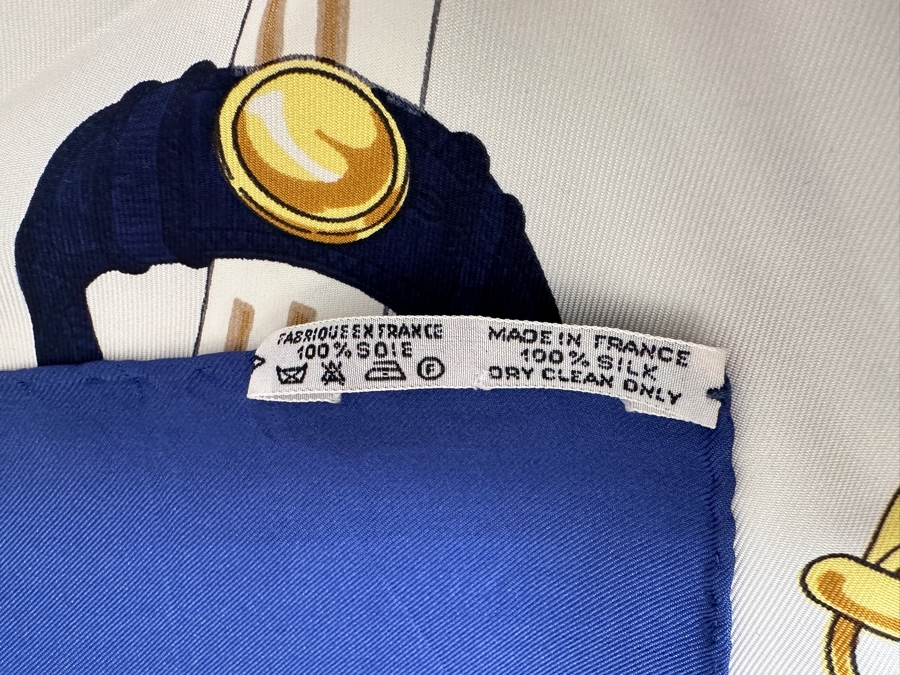 FABRIQUE EN FRANCE
100% SOIE
F
MADE IN FRANCE
100% SILK
DRY CLEAN ONLY